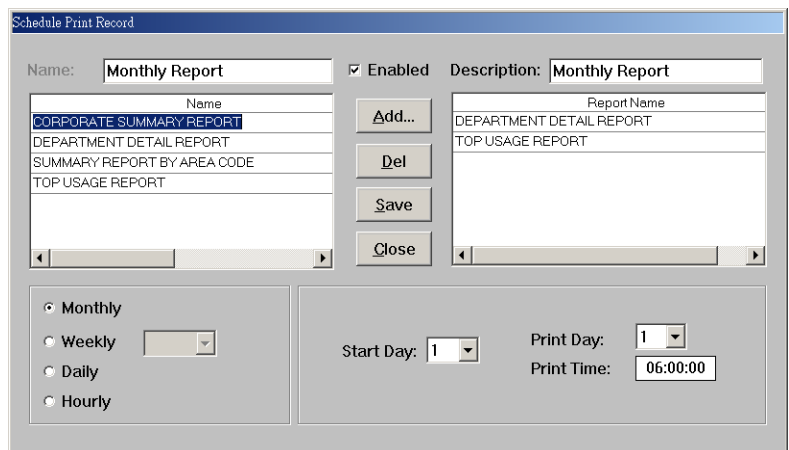 Schedule Print Record
Name: Monthly Report Enabled Description: Monthly Report
Name
CORPORATE SUMMARY REPORT
DEPARTMENT DETAIL REPORT
SUMMARY REPORT BY AREA CODE
TOP USAGE REPORT
Add...
Del
Save
Close
Report Name
DEPARTMENT DETAIL REPORT
TOP USAGE REPORT
Monthly
Weekly
Daily
Hourly
Start Day: 1
Print Day: 1
Print Time: 06:00:00